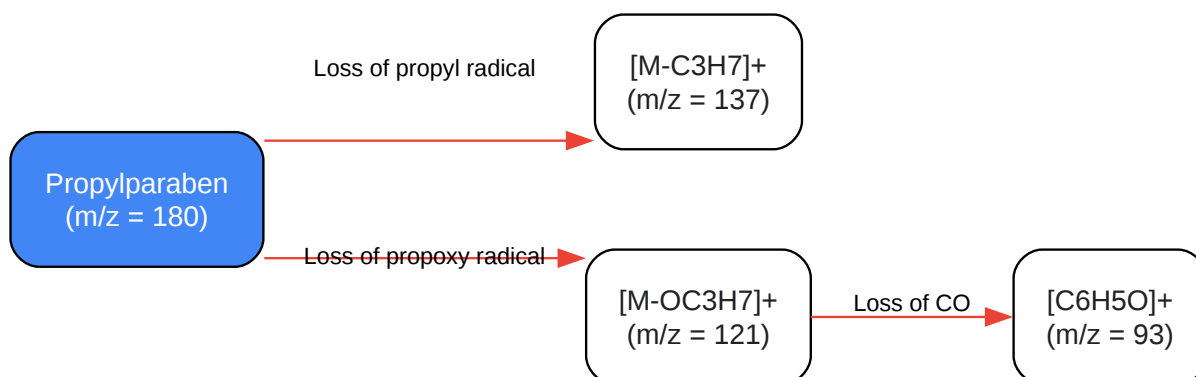 Loss of propyl radical
[M-C3H7]+
(m/z = 137)
Propylparaben
(m/z = 180)
Loss of propoxy radical
[M-OC3H7]+
(m/z = 121)
Loss of CO
[C6H5O]+
(m/z = 93)